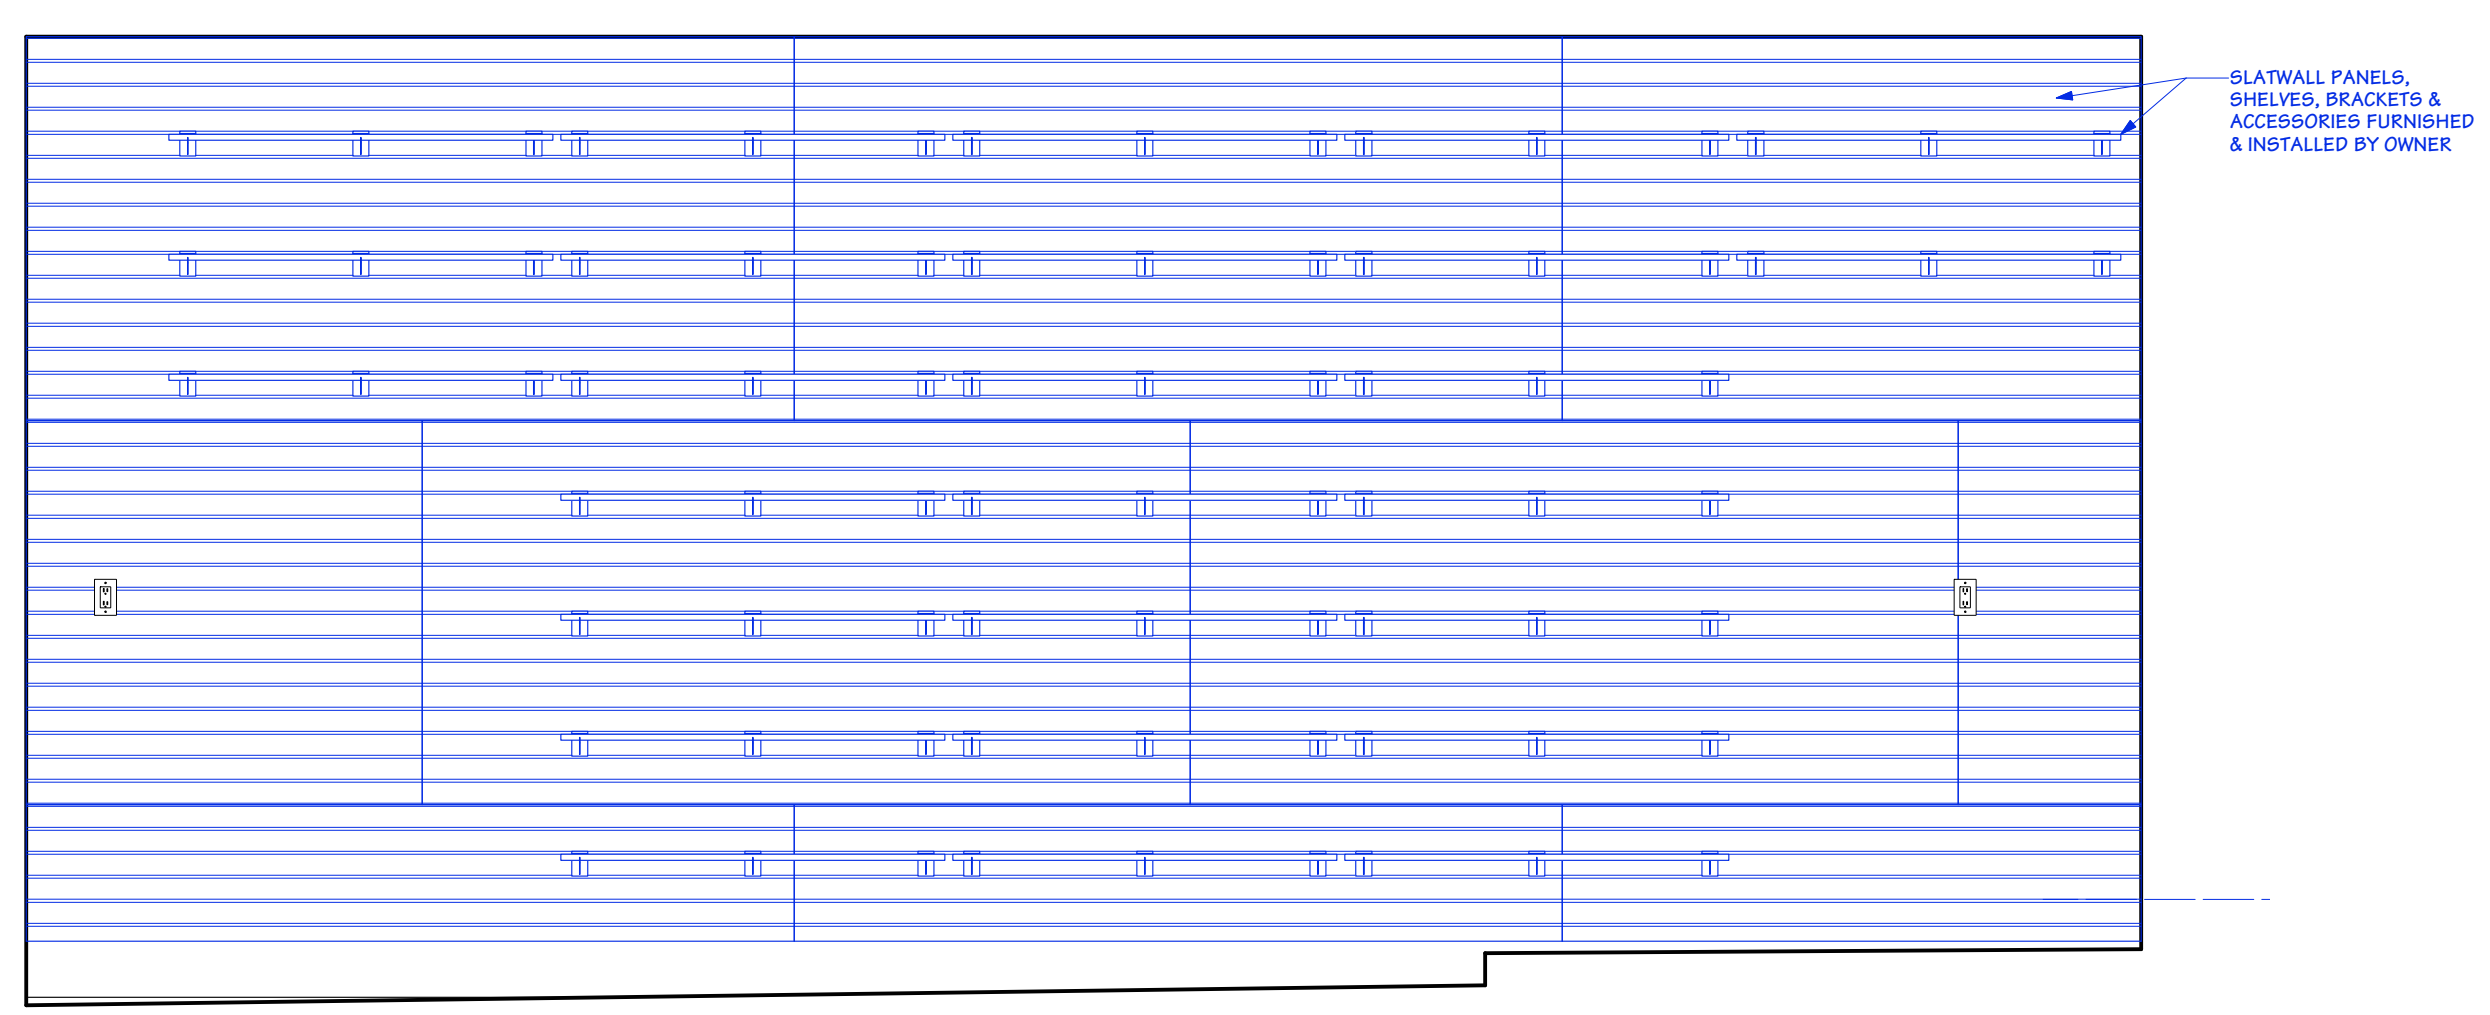 SLATWALL PANELS,
SHELVES, BRACKETS &
ACCESSORIES FURNISHED
& INSTALLED BY OWNER